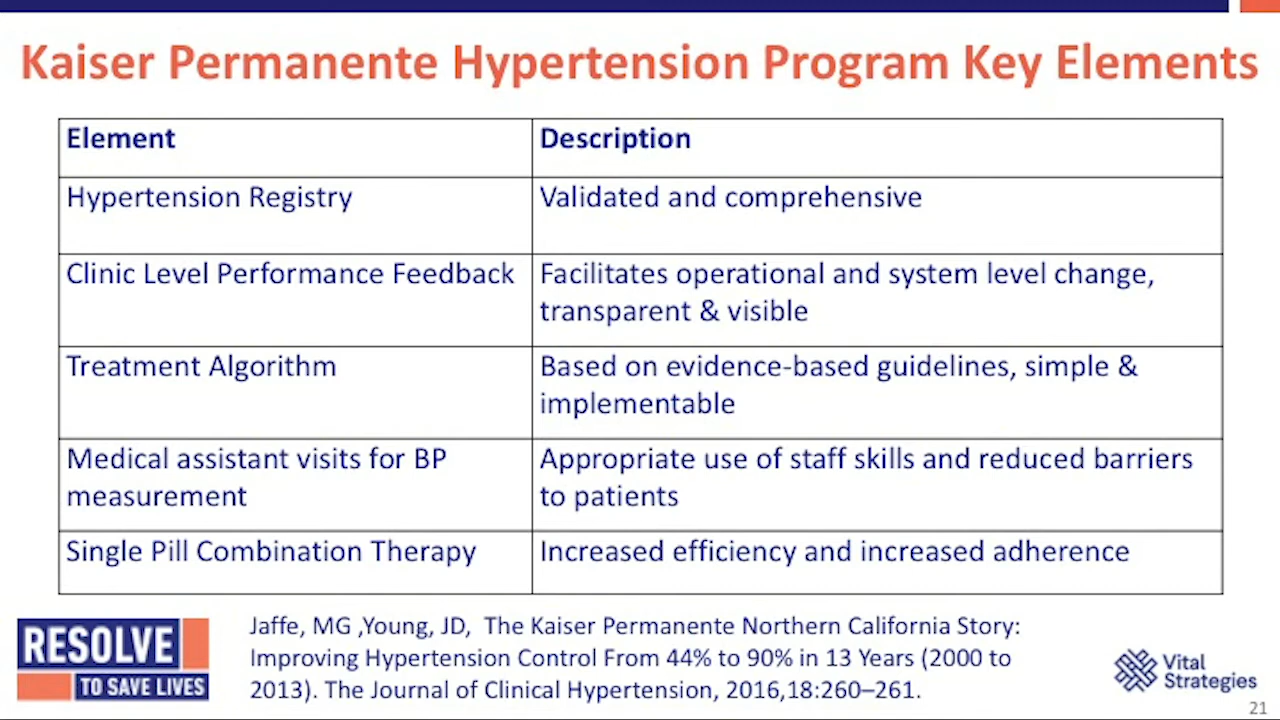 Kaiser Permanente Hypertension Program Key Elements
Element
Description
Hypertension Registry
Validated and comprehensive
Clinic Level Performance Feedback
Facilitates operational and system level change,
transparent & visible
Treatment Algorithm
Based on evidence-based guidelines, simple &
implementable
Medical assistant visits for BP
measurement
Appropriate use of staff skills and reduced barriers
to patients
Single Pill Combination Therapy
Increased efficiency and increased adherence
RESOLVE
TO SAVE LIVES
Jaffe, MG ,Young, JD, The Kaiser Permanente Northern California Story:
Improving Hypertension Control From 44% to 90% in 13 Years (2000 to
2013). The Journal of Clinical Hypertension, 2016,18:260–261.
Vital
Strategies
21